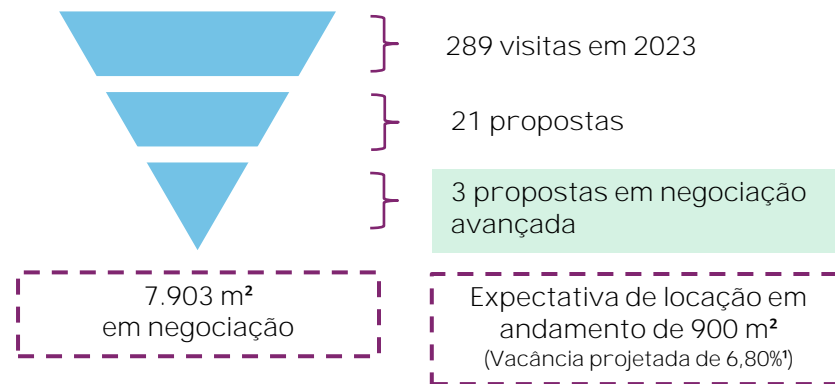 289 visitas em 2023
21 propostas
3 propostas em negociação
avançada
7.903 m²
em negociação
Expectativa de locação em
andamento de 900 m²
(Vacância projetada de 6,80%¹)